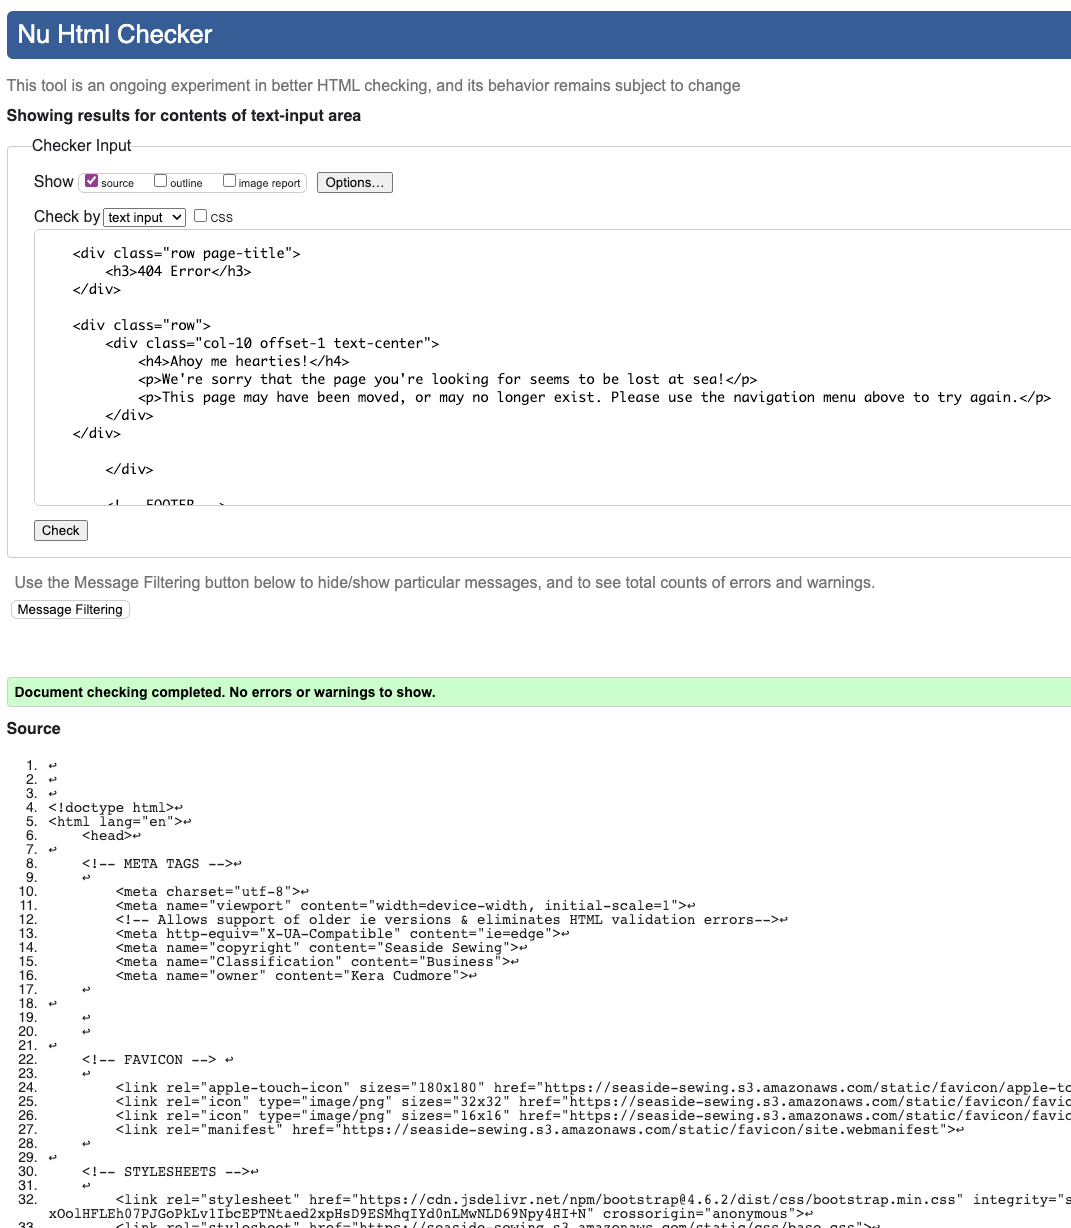 Nu Html Checker
This tool is an ongoing experiment in better HTML checking, and its behavior remains subject to change
Showing results for contents of text-input area
Checker Input
Show source outline image report Options...
Check by text input css
<div class="row page-title">
<h3>404 Error</h3>
</div>
<div class="row">
<div class="col-10 offset-1 text-center">
<h4>Ahoy me hearties!</h4>
<p>We're sorry that the page you're looking for seems to be lost at sea!</p>
<p>This page may have been moved, or may no longer exist. Please use the navigation menu above to try again.</p>
</div>
</div>
</div>
<!-- FOOTER -->
Check
Use the Message Filtering button below to hide/show particular messages, and to see total counts of errors and warnings.
Message Filtering
Document checking completed. No errors or warnings to show.
Source
1. ↩
2. ↩
3. ↩
4. <!doctype html>↩
5. <html lang="en">↩
6. <head>↩
7. ↩
8. <!-- META TAGS -->↩
9. ↩
10. <meta charset="utf-8">↩
11. <meta name="viewport" content="width=device-width, initial-scale=1">↩
12. <!-- Allows support of older ie versions & eliminates HTML validation errors-->↩
13. <meta http-equiv="X-UA-Compatible" content="ie=edge">↩
14. <meta name="copyright" content="Seaside Sewing">↩
15. <meta name="Classification" content="Business">↩
16. <meta name="owner" content="Kera Cudmore">↩
17. ↩
18. ↩
19. ↩
20. ↩
21. ↩
22. <!-- FAVICON --> ↩
23. ↩
24. <link rel="apple-touch-icon" sizes="180x180" href="https://seaside-sewing.s3.amazonaws.com/static/favicon/apple-to
25. <link rel="icon" type="image/png" sizes="32x32" href="https://seaside-sewing.s3.amazonaws.com/static/favicon/favic
26. <link rel="icon" type="image/png" sizes="16x16" href="https://seaside-sewing.s3.amazonaws.com/static/favicon/favic
27. <link rel="manifest" href="https://seaside-sewing.s3.amazonaws.com/static/favicon/site.webmanifest">↩
28. ↩
29. ↩
30. <!-- STYLESHEETS -->↩
31. ↩
32. <link rel="stylesheet" href="https://cdn.jsdelivr.net/npm/bootstrap@4.6.2/dist/css/bootstrap.min.css" integrity="s
xOolHFLEh07PJGoPkLv1IbcEPTNtaed2xpHsD9ESMhqIYd0nLMwNLD69Npy4HI+N" crossorigin="anonymous">↩
33. <link rel="stylesheet" href="https://seaside-sewing.s3.amazonaws.com/static/css/base.css">↩